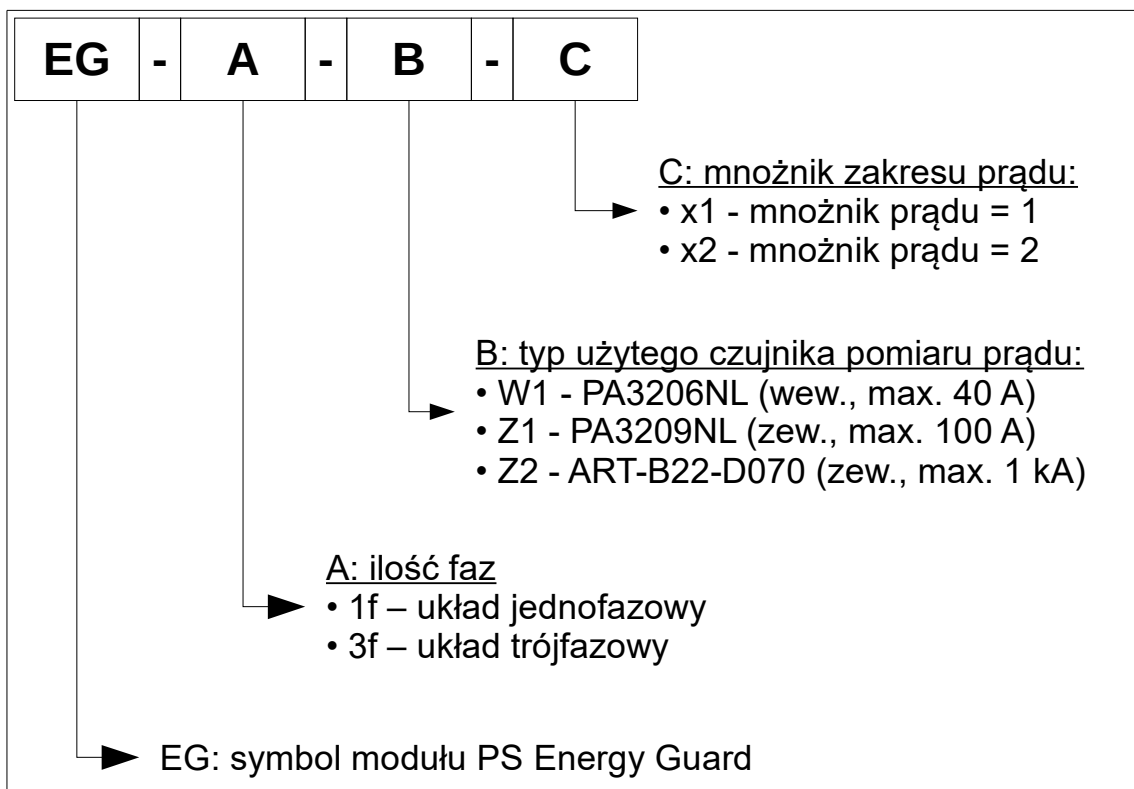 EG - A - B - C
C: mnożnik zakresu prądu:
• x1 - mnożnik prądu = 1
• x2 - mnożnik prądu = 2
B: typ użytego czujnika pomiaru prądu:
• W1 - PA3206NL (wew., max. 40 A)
• Z1 - PA3209NL (zew., max. 100 A)
• Z2 - ART-B22-D070 (zew., max. 1 kA)
A: ilość faz
• 1f – układ jednofazowy
• 3f – układ trójfazowy
EG: symbol modułu PS Energy Guard